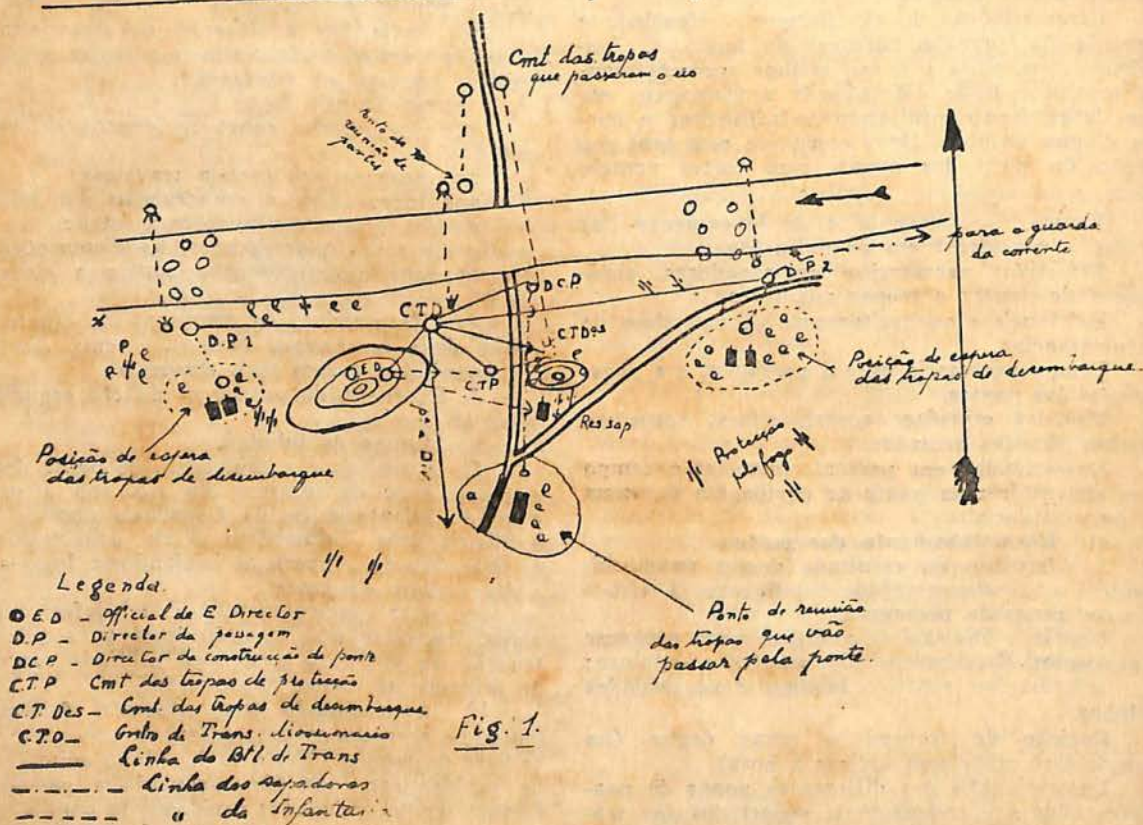 Cmt das tropas
que passaram o rio
Ponto de
reunião de
partes
para a guarda
da corrente
D.P.2
D.C.P
C.T.D
C.T.Des
D.P.1
O.E.D
C.T.P
Res sap
Posição de espera
das tropas de desembarque.
Posição de espera
das tropas de desembarque
Protecção
pelo fogo
a
Ponto de reunião
das tropas que vão
passar pela ponte.
Legenda.
O E.D - Official de E Director
D.P - Director da passagem
D C.P - Director da construcção da ponte
C.T.P Cmt das tropas de protecção
C.T. Des - Cmt. das tropas de desembarque
C.T.D - Centro de Trans. divisionario
Linha do Btl. de Trans
Linha dos sapadores
" da Infantaria
Fig. 1.